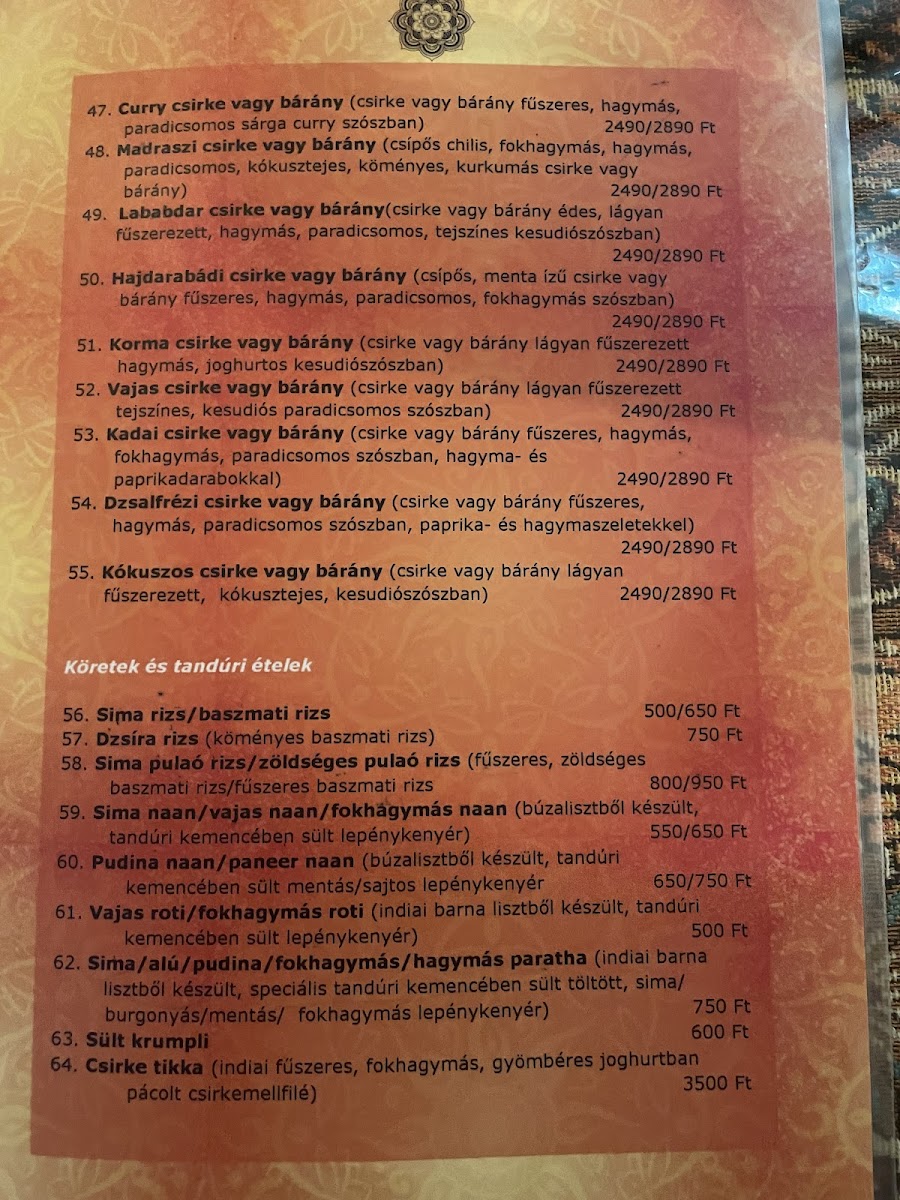 47. Curry csirke vagy bárány (csirke vagy bárány fűszeres, hagymás,
paradicsomos sárga curry szószban) 2490/2890 Ft
48. Madraszi csirke vagy bárány (csípős chilis, fokhagymás, hagymás,
paradicsomos, kókusztejes, köményes, kurkumás csirke vagy
bárány) 2490/2890 Ft
49. Lababdar csirke vagy bárány(csirke vagy bárány édes, lágyan
fűszerezett, hagymás, paradicsomos, tejszínes kesudiószószban)
2490/2890 Ft
50. Hajdarabádi csirke vagy bárány (csípős, menta ízű csirke vagy
bárány fűszeres, hagymás, paradicsomos, fokhagymás szószban)
2490/2890 Ft
51. Korma csirke vagy bárány (csirke vagy bárány lágyan fűszerezett
hagymás, joghurtos kesudiószószban) 2490/2890 Ft
52. Vajas csirke vagy bárány (csirke vagy bárány lágyan fűszerezett
tejszínes, kesudiós paradicsomos szószban) 2490/2890 Ft
53. Kadai csirke vagy bárány (csirke vagy bárány fűszeres, hagymás,
fokhagymás, paradicsomos szószban, hagyma- és
paprikadarabokkal) 2490/2890 Ft
54. Dzsalfrézi csirke vagy bárány (csirke vagy bárány fűszeres,
hagymás, paradicsomos szószban, paprika- és hagymaszeletekkel)
2490/2890 Ft
55. Kókuszos csirke vagy bárány (csirke vagy bárány lágyan
fűszerezett, kókusztejes, kesudiószószban) 2490/2890 Ft
Köretek és tandúri ételek
56. Sima rizs/baszmati rizs 500/650 Ft
57. Dzsíra rizs (köményes baszmati rizs) 750 Ft
58. Sima pulaó rizs/zöldséges pulaó rizs (fűszeres, zöldséges
baszmati rizs/fűszeres baszmati rizs 800/950 Ft
59. Sima naan/vajas naan/fokhagymás naan (búzalisztből készült,
tandúri kemencében sült lepénykenyér) 550/650 Ft
60. Pudina naan/paneer naan (búzalisztből készült, tandúri
kemencében sült mentás/sajtos lepénykenyér 650/750 Ft
61. Vajas roti/fokhagymás roti (indiai barna lisztből készült, tandúri
kemencében sült lepénykenyér) 500 Ft
62. Sima/alú/pudina/fokhagymás/hagymás paratha (indiai barna
lisztből készült, speciális tandúri kemencében sült töltött, sima/
burgonyás/mentás/ fokhagymás lepénykenyér) 750 Ft
63. Sült krumpli 600 Ft
64. Csirke tikka (indiai fűszeres, fokhagymás, gyömbéres joghurtban
pácolt csirkemellfilé) 3500 Ft